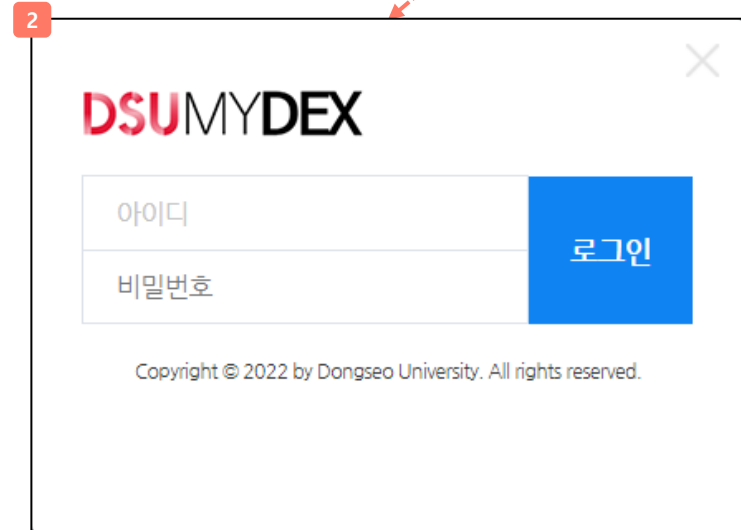 2
DSUMYDEX
아이디
로그인
비밀번호
Copyright © 2022 by Dongseo University. All rights reserved.